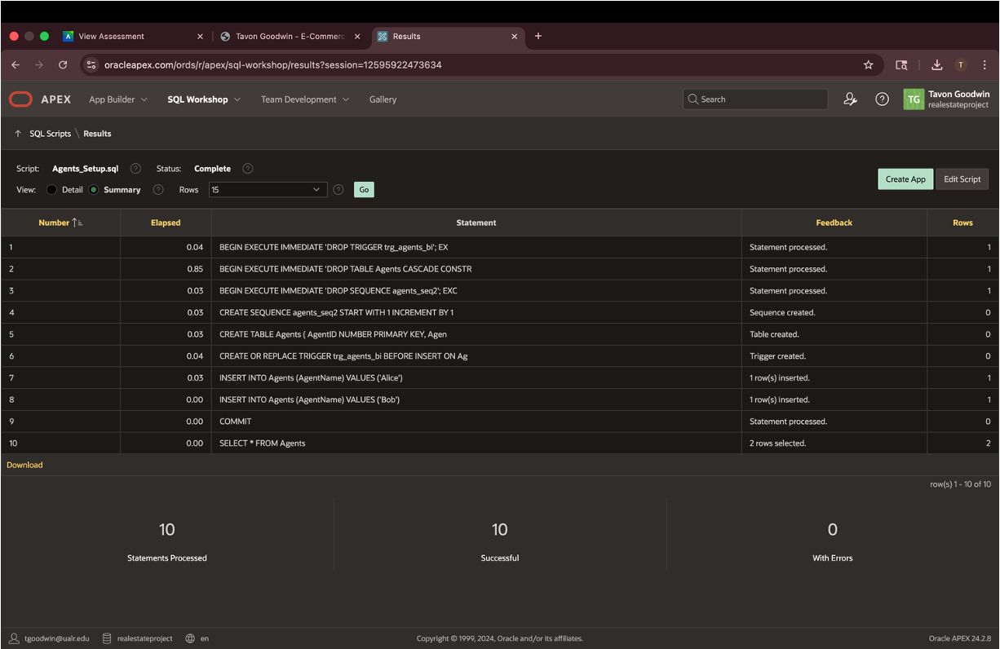 View Assessment
Tavon Goodwin - E-Commerc
Results
oracleapex.com/ords/r/apex/sql-workshop/results?session=12595922473634
T
APEX App Builder SQL Workshop Team Development Gallery Search TG Tavon Goodwin
realestateproject
SQL Scripts \ Results
Script: Agents_Setup.sql ? Status: Complete ?
View: Detail Summary ? Rows 15 ? Go Create App Edit Script
Number Elapsed Statement Feedback Rows
1 0.04 BEGIN EXECUTE IMMEDIATE 'DROP TRIGGER trg_agents_bi'; EX Statement processed. 1
2 0.85 BEGIN EXECUTE IMMEDIATE 'DROP TABLE Agents CASCADE CONSTR Statement processed. 1
3 0.03 BEGIN EXECUTE IMMEDIATE 'DROP SEQUENCE agents_seq2'; EXC Statement processed. 1
4 0.03 CREATE SEQUENCE agents_seq2 START WITH 1 INCREMENT BY 1 Sequence created. 0
5 0.03 CREATE TABLE Agents ( AgentID NUMBER PRIMARY KEY, Agen Table created. 0
6 0.04 CREATE OR REPLACE TRIGGER trg_agents_bi BEFORE INSERT ON Ag Trigger created. 0
7 0.03 INSERT INTO Agents (AgentName) VALUES ('Alice') 1 row(s) inserted. 1
8 0.00 INSERT INTO Agents (AgentName) VALUES ('Bob') 1 row(s) inserted. 1
9 0.00 COMMIT Statement processed. 0
10 0.00 SELECT * FROM Agents 2 rows selected. 2
Download
row(s) 1 - 10 of 10
10 10 0
Statements Processed Successful With Errors
tgoodwin@ualr.edu realestateproject en Copyright © 1999, 2024, Oracle and/or its affiliates. Oracle APEX 24.2.8